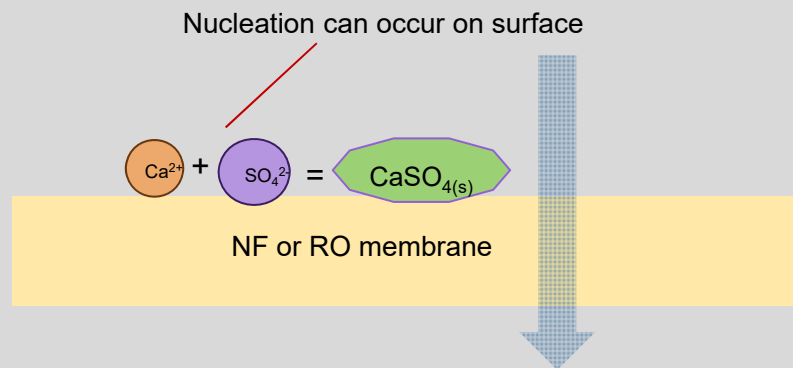 Nucleation can occur on surface
Ca²⁺ + SO₄²⁻ = CaSO₄₍ₛ₎
NF or RO membrane